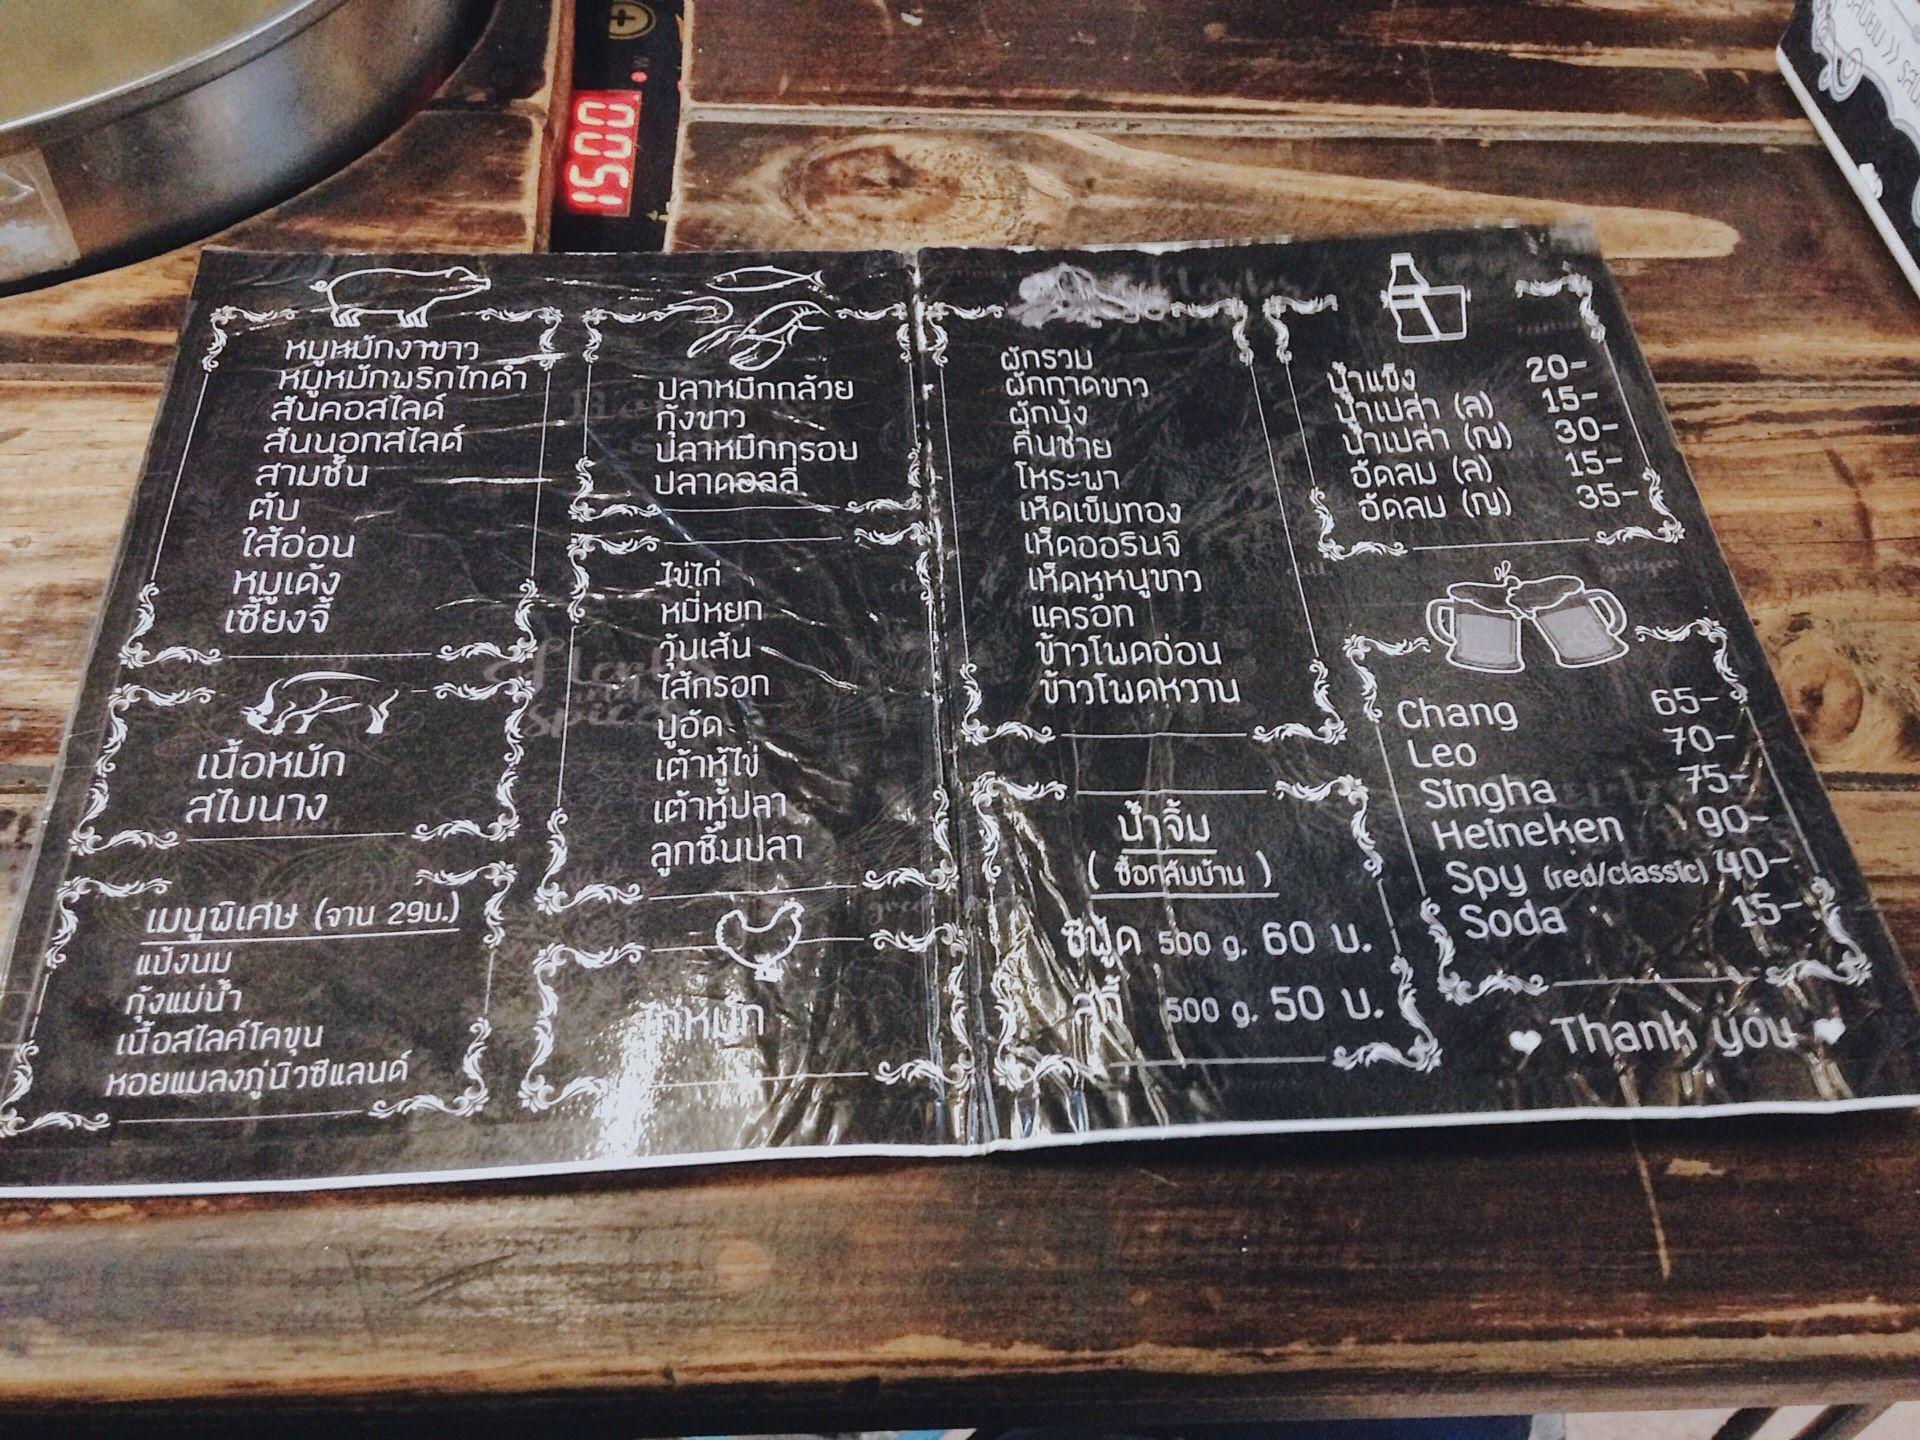 1500
หมูหมักงาขาว
หมูหมักพริกไทดำ
สันคอสไลด์
สันนอกสไลด์
สามชั้น
ตับ
ไส้อ่อน
หมูเด้ง
เซี้ยงจี้
เนื้อหมัก
สไบนาง
เมนูพิเศษ (จาน 29บ.)
แป้งนม
กุ้งแม่น้ำ
เนื้อสไลค์โคขุน
หอยแมลงภู่นิวซีแลนด์
ปลาหมึกกล้วย
กุ้งขาว
ปลาหมึกกรอบ
ปลาดอลลี่
ไข่ไก่
หมี่หยก
วุ้นเส้น
ไส้กรอก
ปูอัด
เต้าหู้ไข่
เต้าหู้ปลา
ลูกชิ้นปลา
ไก่หมัก
ผักรวม
ผักกาดขาว
ผักบุ้ง
คึ่นช่าย
โหระพา
เห็ดเข็มทอง
เห็ดออรินจิ
เห็ดหูหนูขาว
แครอท
ข้าวโพดอ่อน
ข้าวโพดหวาน
น้ำจิ้ม
( ซื้อกลับบ้าน )
ซีฟู้ด 500 g. 60 บ.
สุกี้ 500 g. 50 บ.
น้ำแข็ง 20-
น้ำเปล่า (ล) 15-
น้ำเปล่า (ญ) 30-
อัดลม (ล) 15-
อัดลม (ญ) 35-
Chang 65-
Leo 70-
Singha 75-
Heineken 90-
Spy (red/classic) 40-
Soda 15-
Thank you